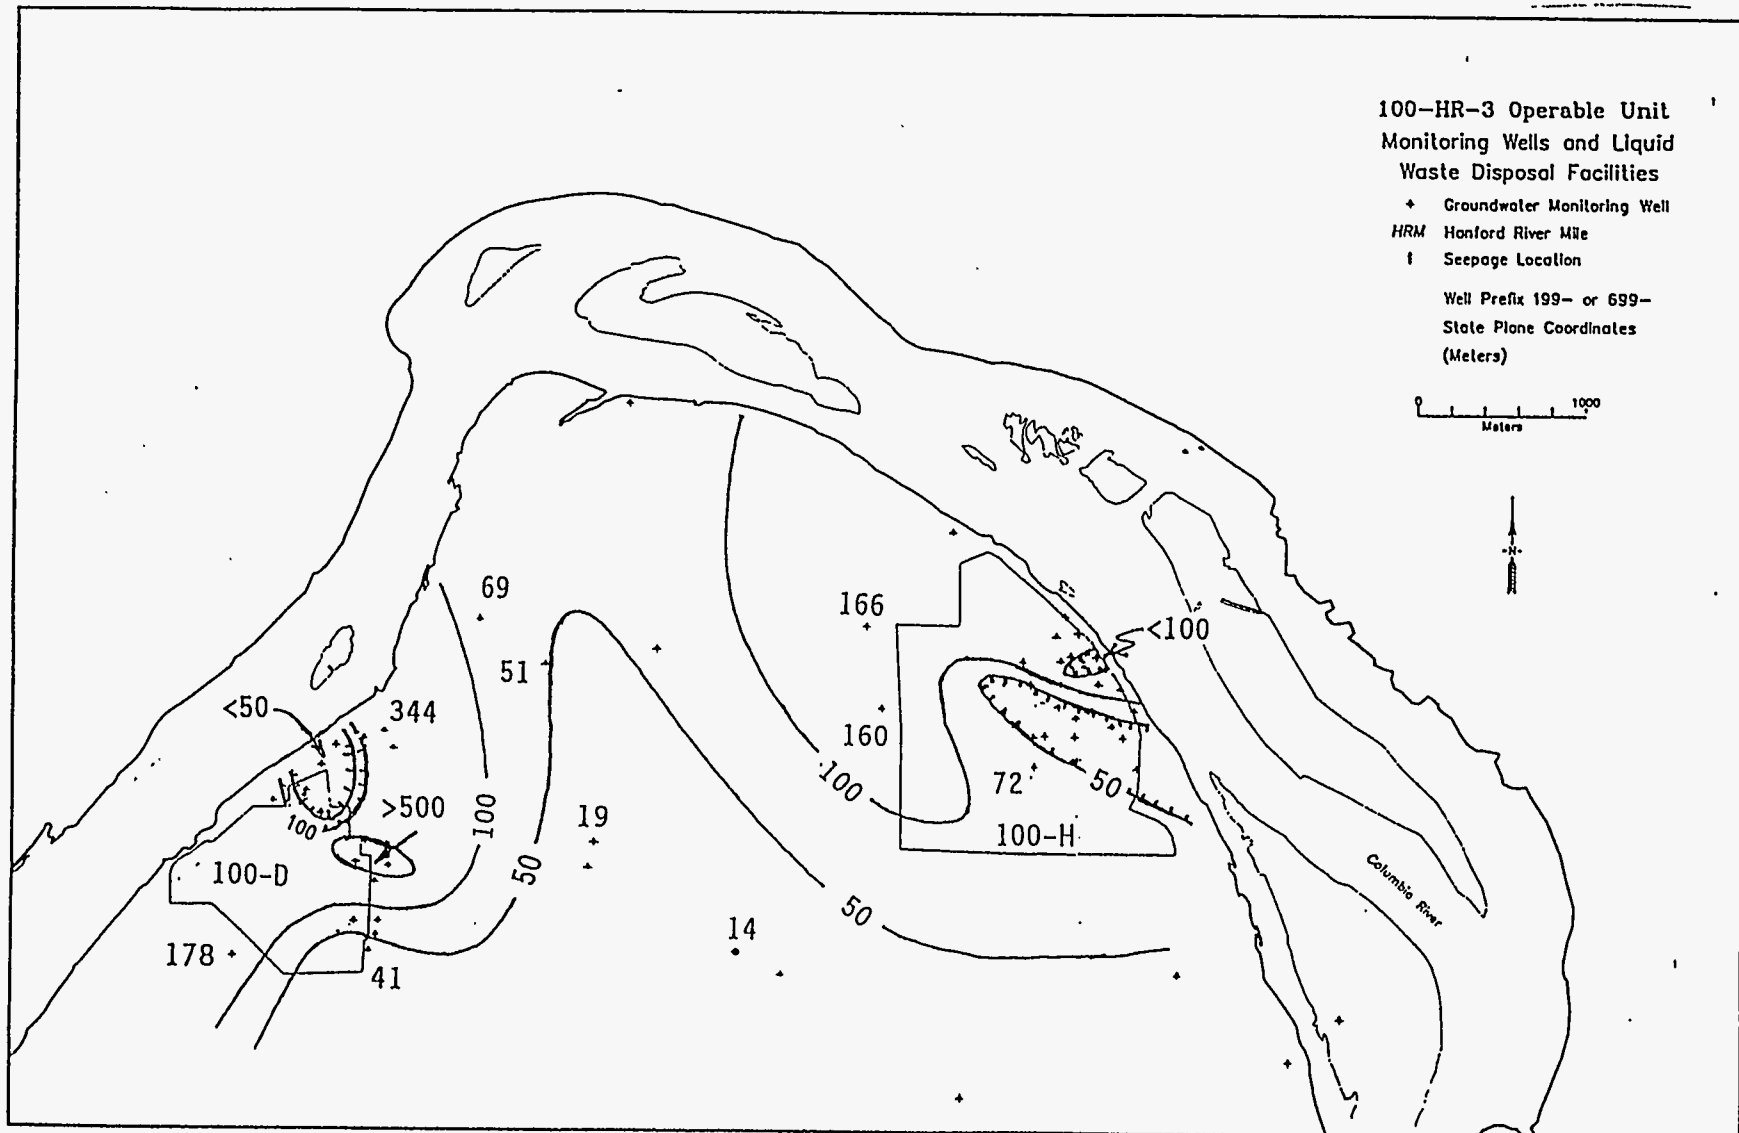 100-HR-3 Operable Unit
Monitoring Wells and Liquid
Waste Disposal Facilities
+ Groundwater Monitoring Well
HRM Hanford River Mile
Seepage Location
Well Prefix 199- or 699-
State Plane Coordinates
(Meters)
0 1000
Meters
-N-
69
166
<100
51
<50
344
160
100
72
50
>500
100
19
100
100-H
100-D
50
Columbia River
50
14
178
41